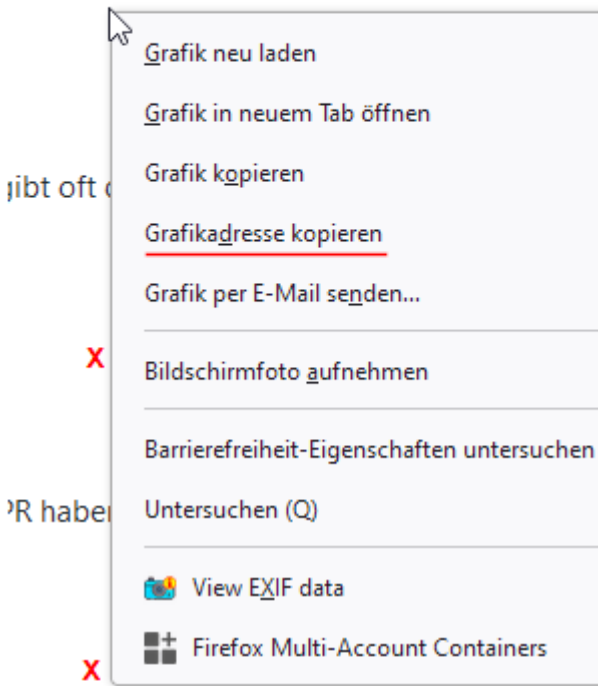 Grafik neu laden
Grafik in neuem Tab öffnen
gibt oft
Grafik kopieren
Grafikadresse kopieren
Grafik per E-Mail senden...
X
Bildschirmfoto aufnehmen
Barrierefreiheit-Eigenschaften untersuchen
PR haben
Untersuchen (Q)
View EXIF data
Firefox Multi-Account Containers
X